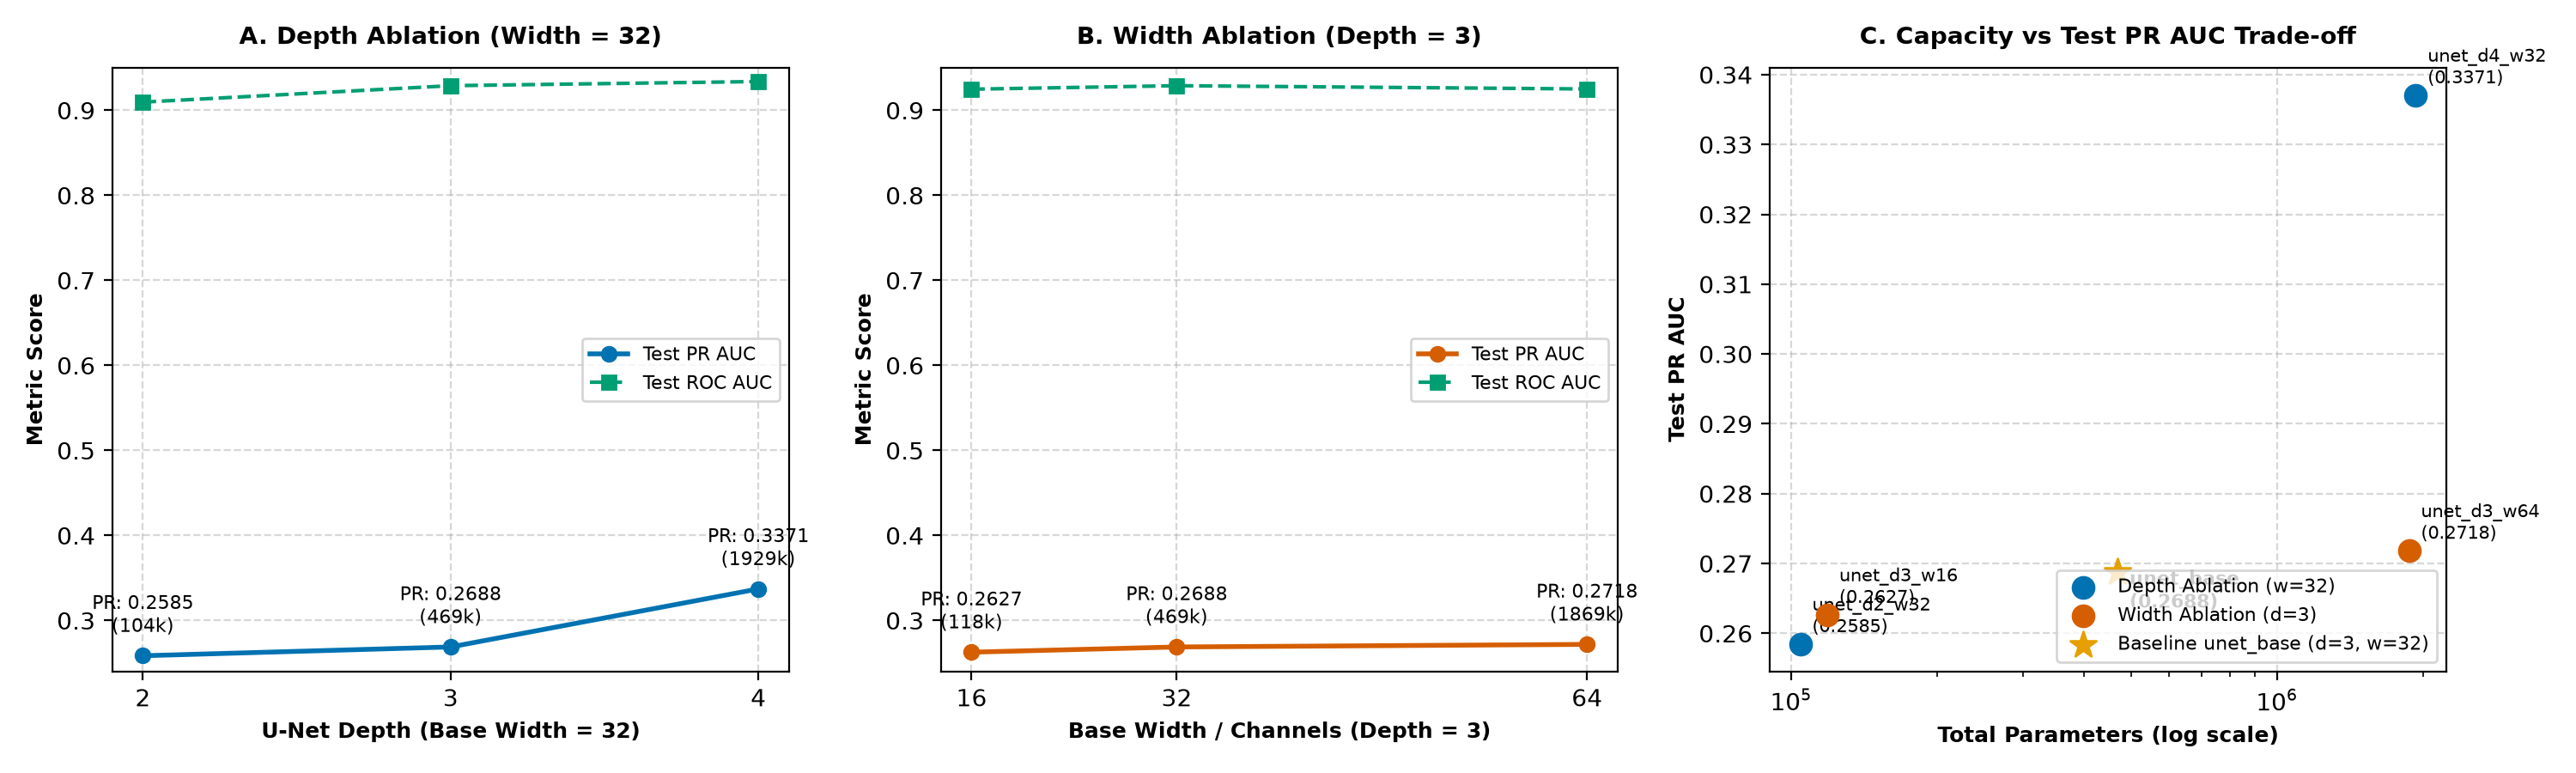 A. Depth Ablation (Width = 32)
Metric Score
0.9
0.8
0.7
0.6
0.5
0.4
0.3
Test PR AUC
Test ROC AUC
PR: 0.2585
(104k)
PR: 0.2688
(469k)
PR: 0.3371
(1929k)
2
3
4
U-Net Depth (Base Width = 32)
B. Width Ablation (Depth = 3)
Metric Score
0.9
0.8
0.7
0.6
0.5
0.4
0.3
Test PR AUC
Test ROC AUC
PR: 0.2627
(118k)
PR: 0.2688
(469k)
PR: 0.2718
(1869k)
16
32
64
Base Width / Channels (Depth = 3)
C. Capacity vs Test PR AUC Trade-off
Test PR AUC
0.34
0.33
0.32
0.31
0.30
0.29
0.28
0.27
0.26
unet_d4_w32
(0.3371)
unet_d3_w64
(0.2718)
unet_d3_w16
(0.2627)
unet_d2_w32
(0.2585)
unet_base
(0.2688)
Depth Ablation (w=32)
Width Ablation (d=3)
Baseline unet_base (d=3, w=32)
10⁵
10⁶
Total Parameters (log scale)